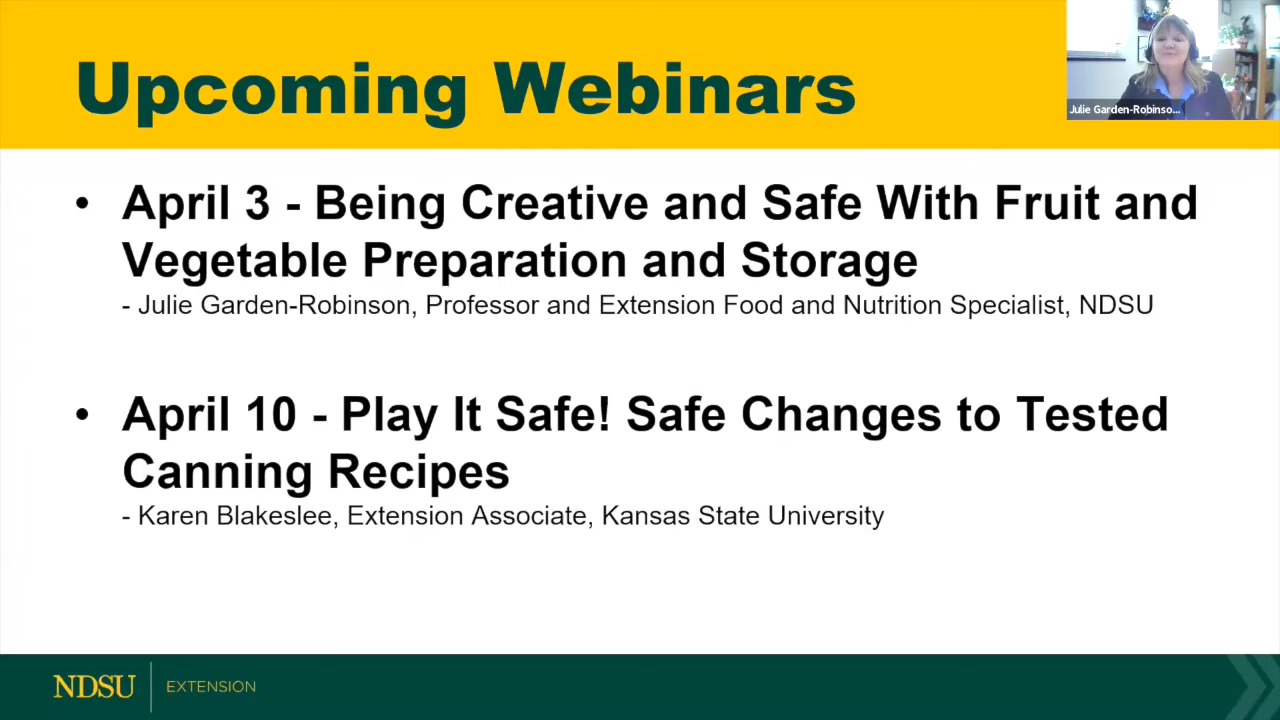 Upcoming Webinars
Julie Garden-Robinso...
• April 3 - Being Creative and Safe With Fruit and
Vegetable Preparation and Storage
- Julie Garden-Robinson, Professor and Extension Food and Nutrition Specialist, NDSU
• April 10 - Play It Safe! Safe Changes to Tested
Canning Recipes
- Karen Blakeslee, Extension Associate, Kansas State University
NDSU EXTENSION